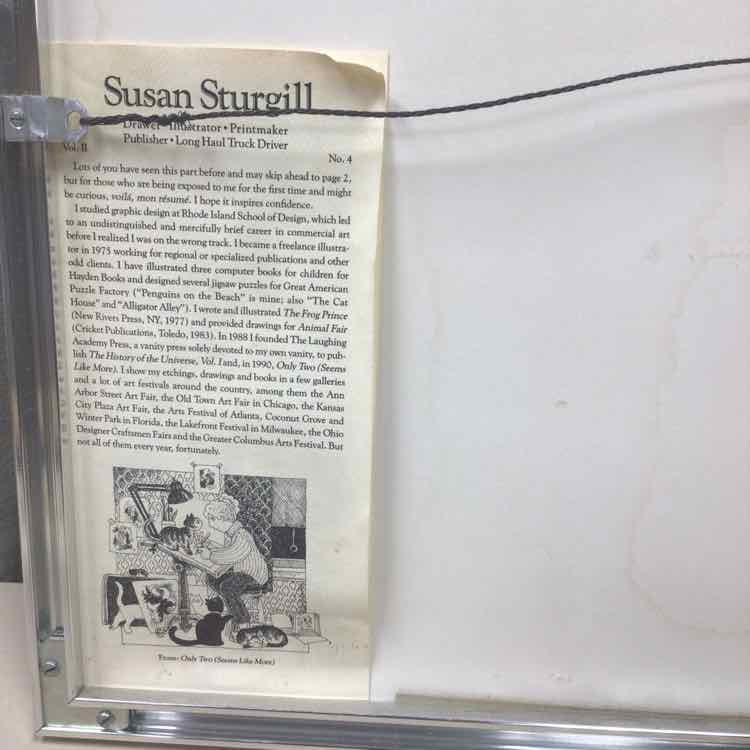 Susan Sturgill
Drawer • Illustrator • Printmaker
Publisher • Long Haul Truck Driver
Vol. II
No. 4
Lots of you have seen this part before and may skip ahead to page 2,
but for those who are being exposed to me for the first time and might
be curious, voilá, mon résumé. I hope it inspires confidence.
I studied graphic design at Rhode Island School of Design, which led
to an undistinguished and mercifully brief career in commercial art
before I realized I was on the wrong track. I became a freelance illustra-
tor in 1975 working for regional or specialized publications and other
odd clients. I have illustrated three computer books for children for
Hayden Books and designed several jigsaw puzzles for Great American
Puzzle Factory ("Penguins on the Beach" is mine; also "The Cat
House" and "Alligator Alley"). I wrote and illustrated The Frog Prince
(New Rivers Press, NY, 1977) and provided drawings for Animal Fair
(Cricket Publications, Toledo, 1983). In 1988 I founded The Laughing
Academy Press, a vanity press solely devoted to my own vanity, to pub-
lish The History of the Universe, Vol. I and, in 1990, Only Two (Seems
Like More). I show my etchings, drawings and books in a few galleries
and a lot of art festivals around the country, among them the Ann
Arbor Street Art Fair, the Old Town Art Fair in Chicago, the Kansas
City Plaza Art Fair, the Arts Festival of Atlanta, Coconut Grove and
Winter Park in Florida, the Lakefront Festival in Milwaukee, the Ohio
Designer Craftsmen Fairs and the Greater Columbus Arts Festival. But
not all of them every year, fortunately.
From: Only Two (Seems Like More)